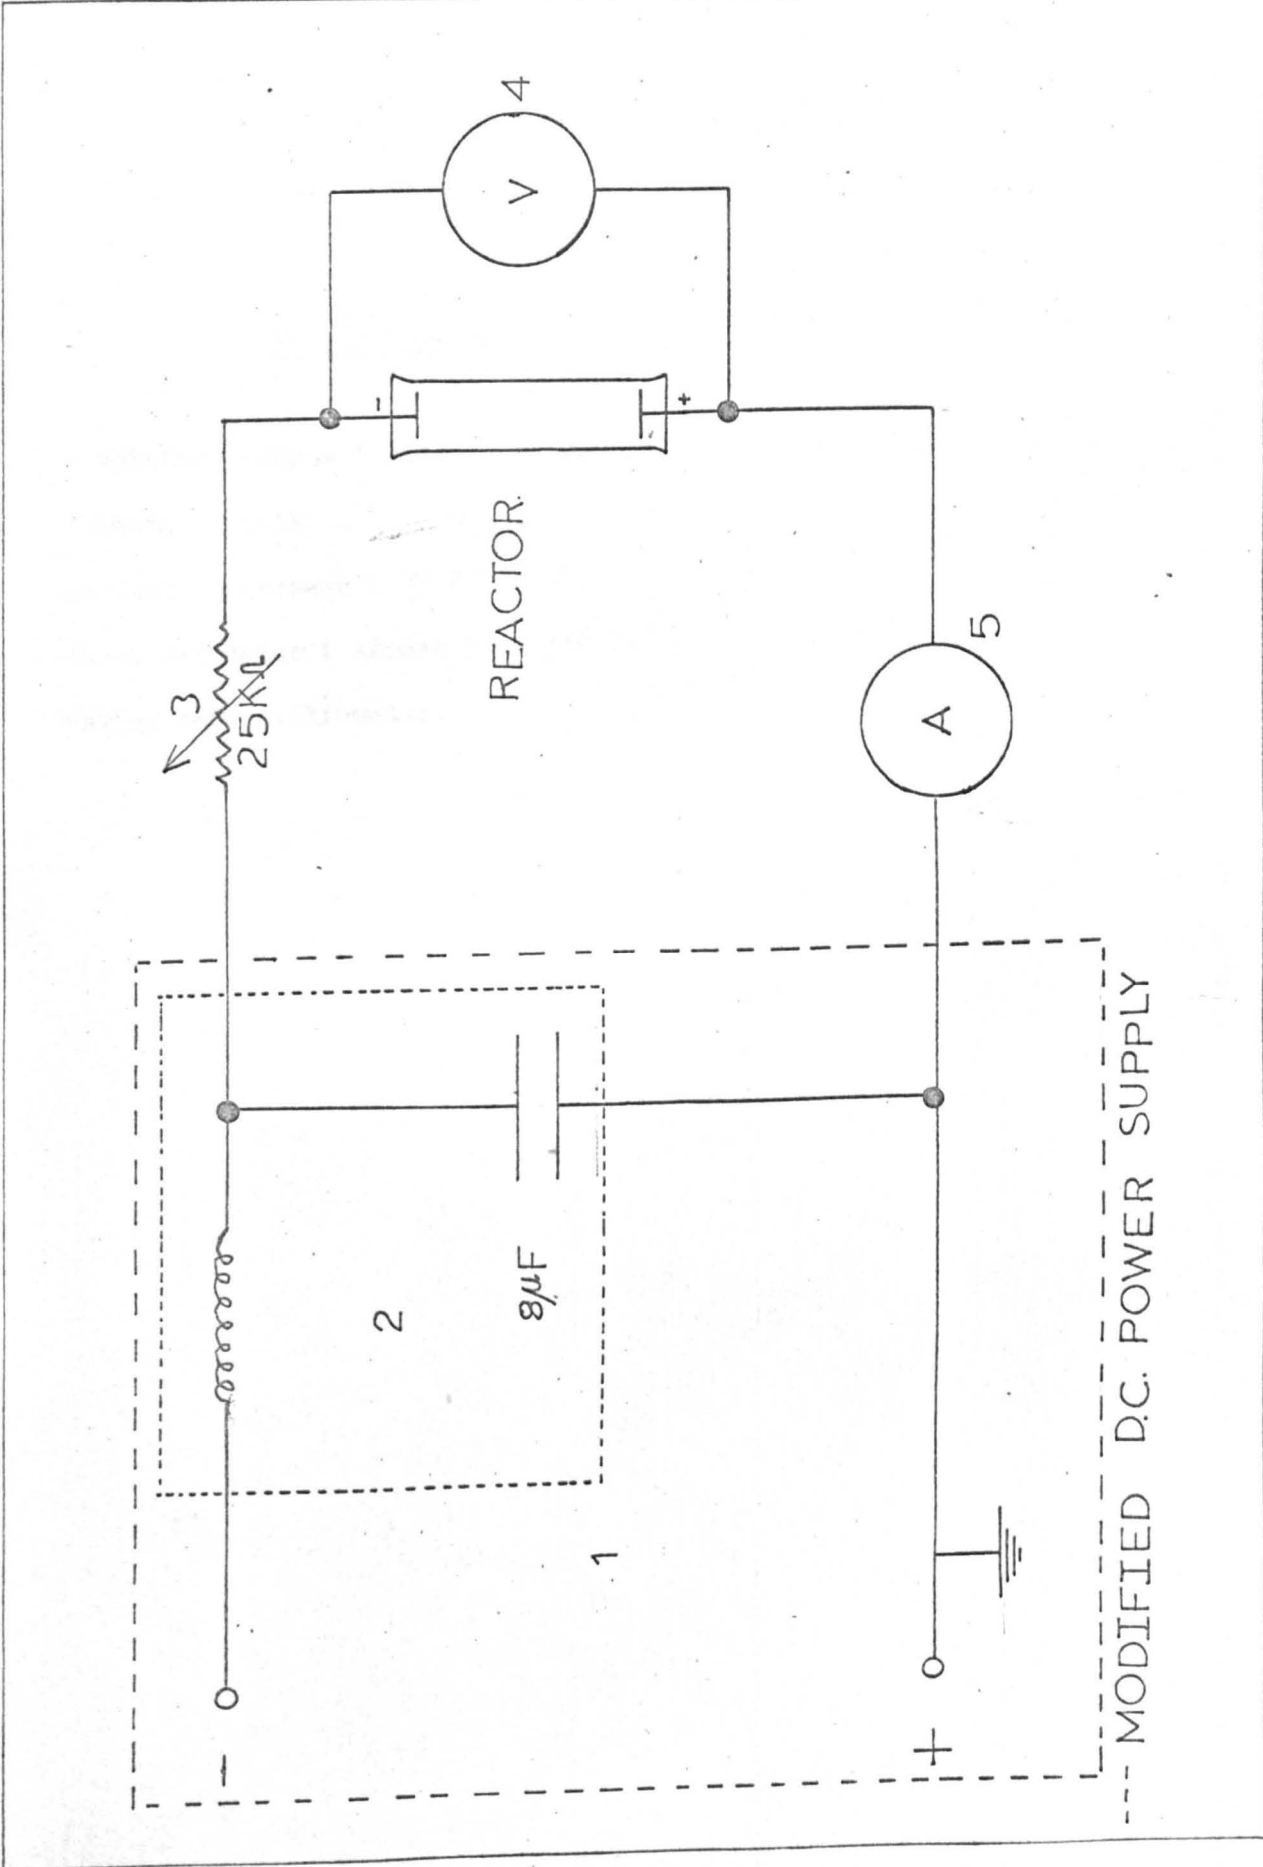 3
25KΩ
-
+
V
4
REACTOR.
A
5
2
8µF
1
-
+
---- MODIFIED D.C. POWER SUPPLY